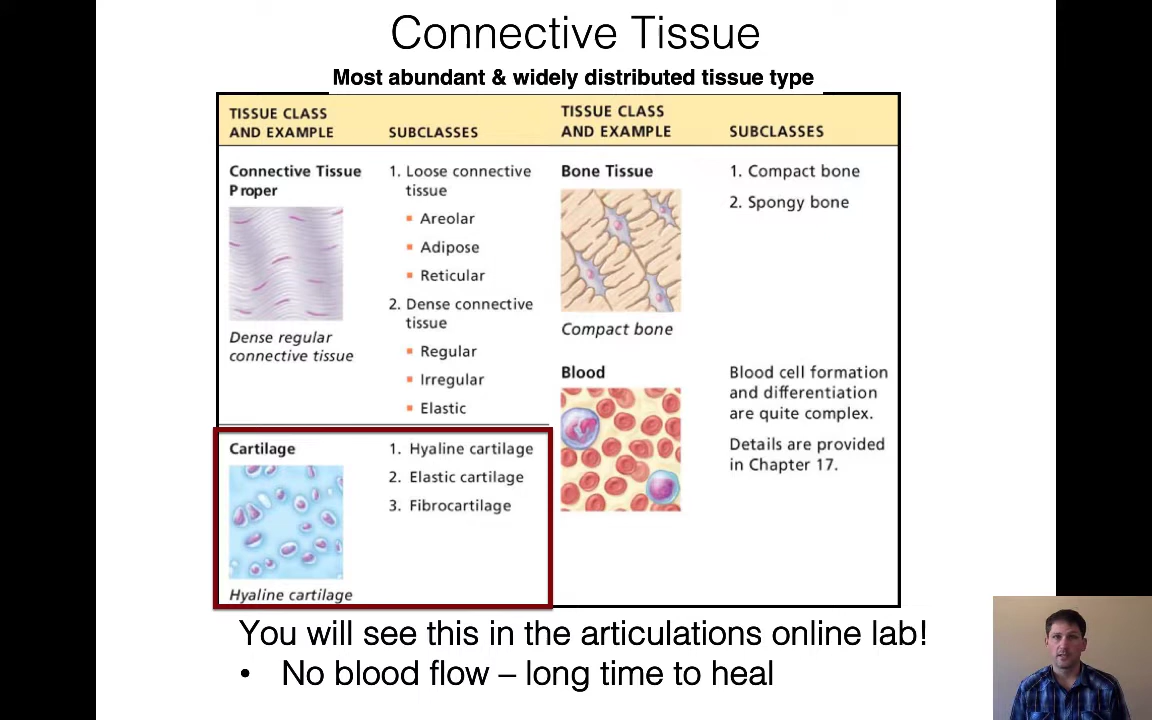 Connective Tissue
Most abundant & widely distributed tissue type
TISSUE CLASS
AND EXAMPLE
SUBCLASSES
Connective Tissue
Proper
Dense regular
connective tissue
1. Loose connective
tissue
▪ Areolar
▪ Adipose
▪ Reticular
2. Dense connective
tissue
▪ Regular
▪ Irregular
▪ Elastic
Cartilage
Hyaline cartilage
1. Hyaline cartilage
2. Elastic cartilage
3. Fibrocartilage
TISSUE CLASS
AND EXAMPLE
SUBCLASSES
Bone Tissue
Compact bone
1. Compact bone
2. Spongy bone
Blood
Blood cell formation
and differentiation
are quite complex.
Details are provided
in Chapter 17.
You will see this in the articulations online lab!
• No blood flow – long time to heal